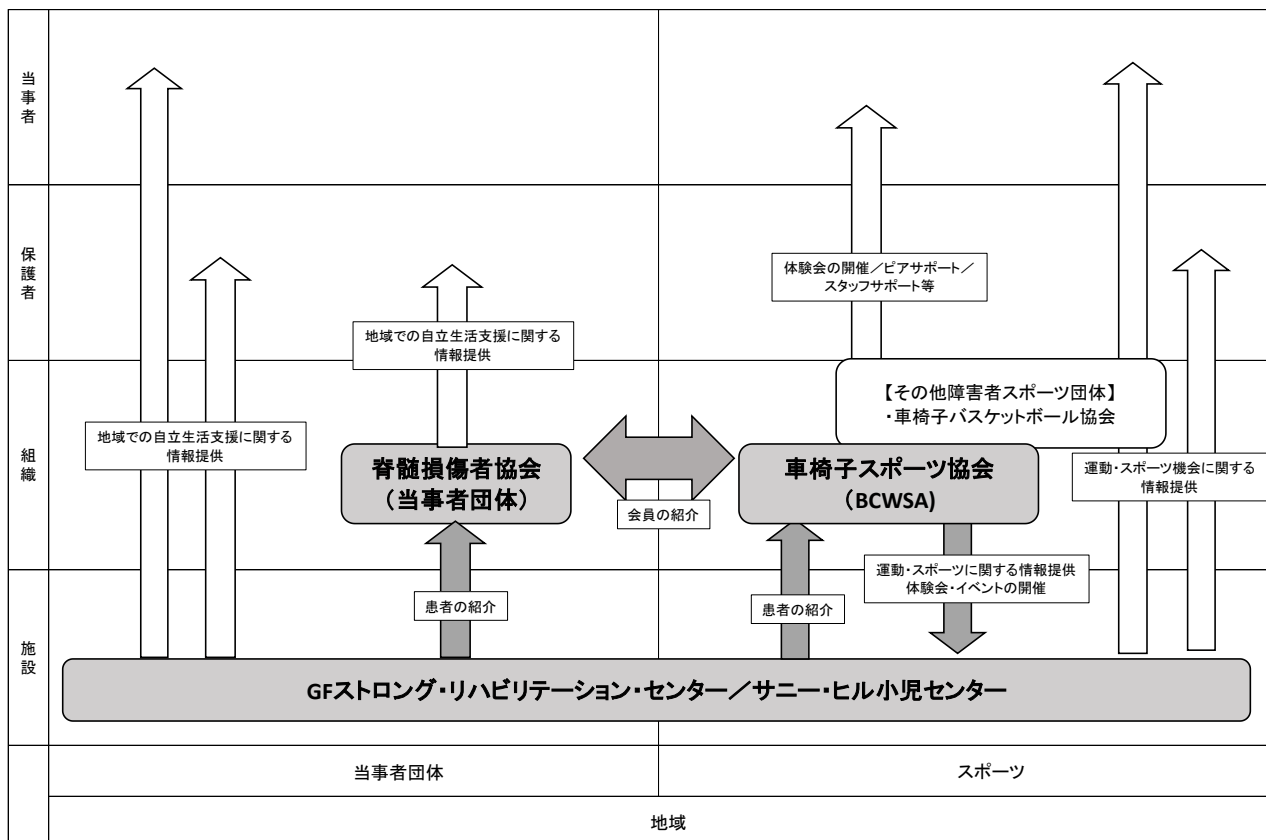 当事者
保護者
組織
施設
体験会の開催／ピアサポート／
スタッフサポート等
地域での自立生活支援に関する
情報提供
【その他障害者スポーツ団体】
・車椅子バスケットボール協会
地域での自立生活支援に関する
情報提供
脊髄損傷者協会
（当事者団体）
会員の紹介
車椅子スポーツ協会
（BCWSA)
運動・スポーツ機会に関する
情報提供
患者の紹介
患者の紹介
運動・スポーツに関する情報提供
体験会・イベントの開催
GFストロング・リハビリテーション・センター／サニー・ヒル小児センター
当事者団体
スポーツ
地域